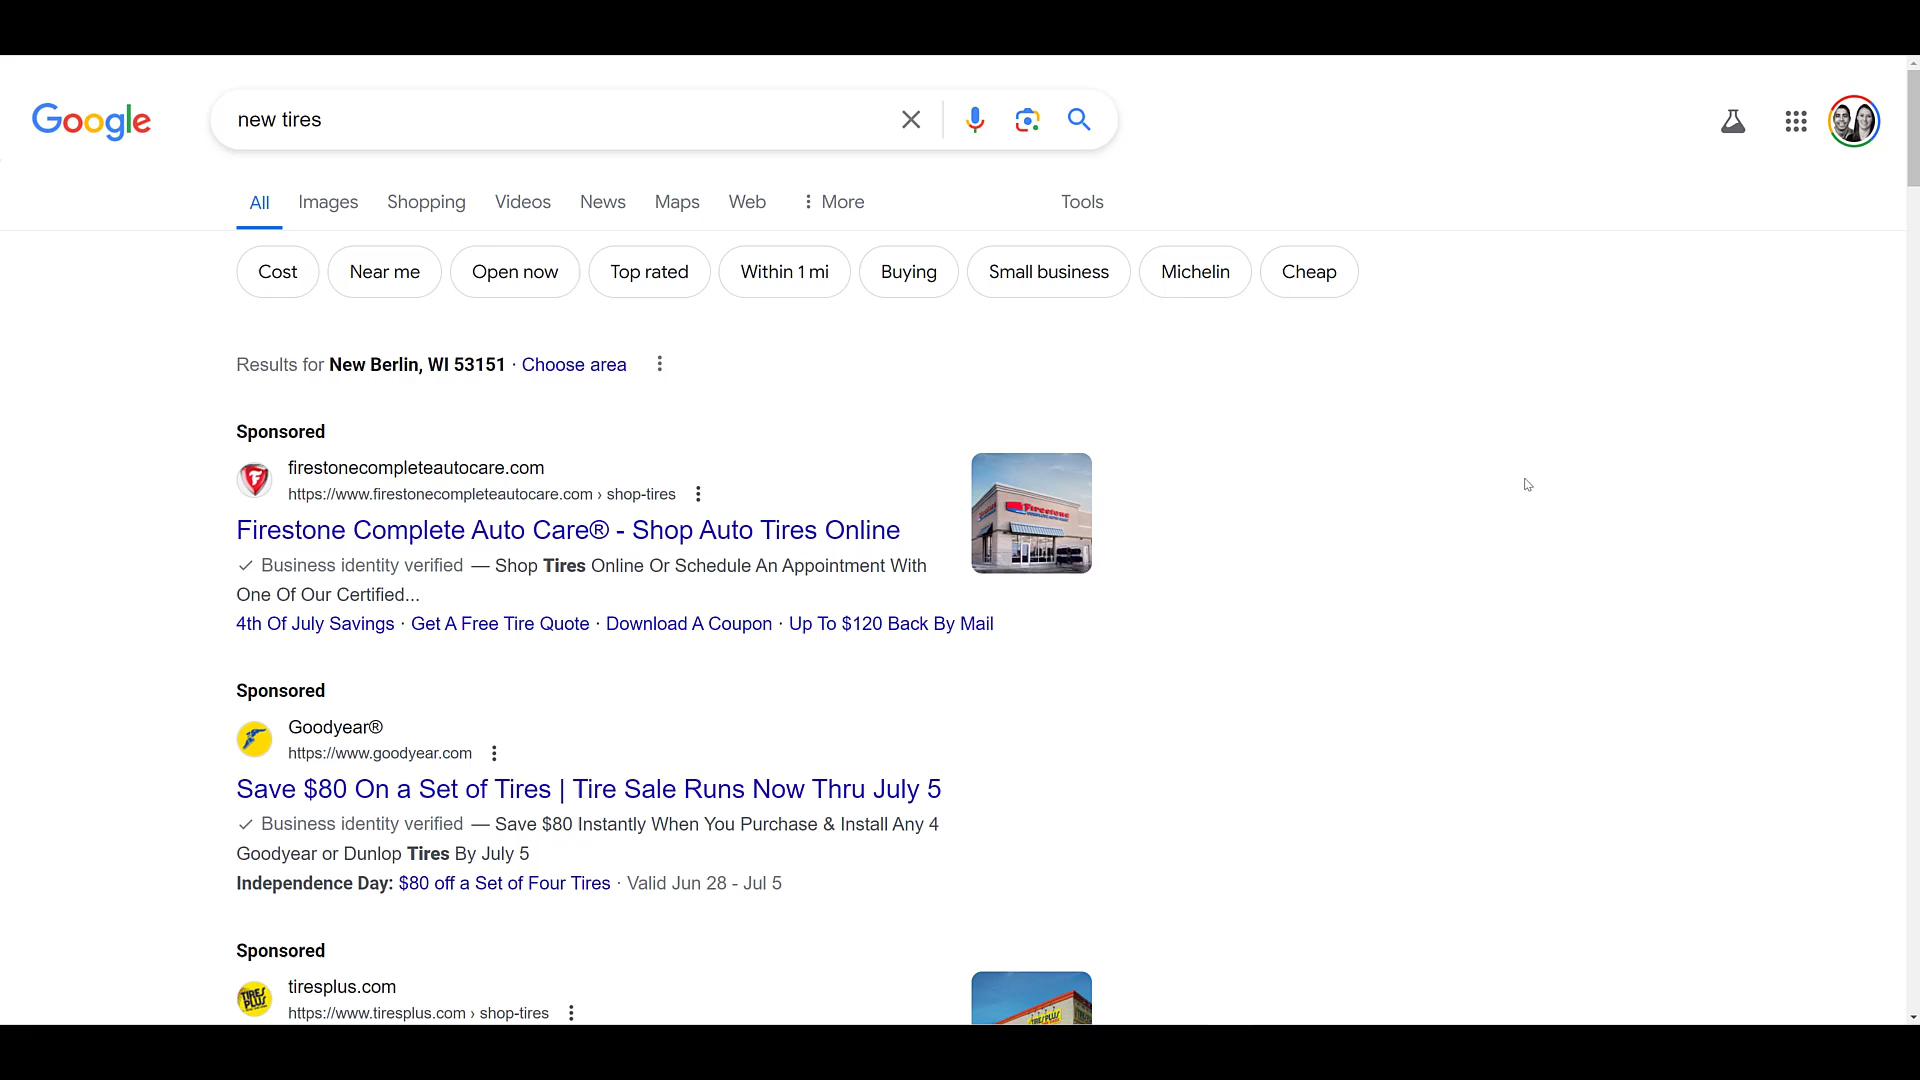 Google
new tires
All Images Shopping Videos News Maps Web More Tools
Cost Near me Open now Top rated Within 1 mi Buying Small business Michelin Cheap
Results for New Berlin, WI 53151 · Choose area
Sponsored
firestonecompleteautocare.com
https://www.firestonecompleteautocare.com › shop-tires
Firestone Complete Auto Care® - Shop Auto Tires Online
Business identity verified — Shop Tires Online Or Schedule An Appointment With
One Of Our Certified...
4th Of July Savings · Get A Free Tire Quote · Download A Coupon · Up To $120 Back By Mail
Firestone
Sponsored
Goodyear®
https://www.goodyear.com
Save $80 On a Set of Tires | Tire Sale Runs Now Thru July 5
Business identity verified — Save $80 Instantly When You Purchase & Install Any 4
Goodyear or Dunlop Tires By July 5
Independence Day: $80 off a Set of Four Tires · Valid Jun 28 - Jul 5
Sponsored
TIRES PLUS
tiresplus.com
https://www.tiresplus.com › shop-tires
TIRES PLUS